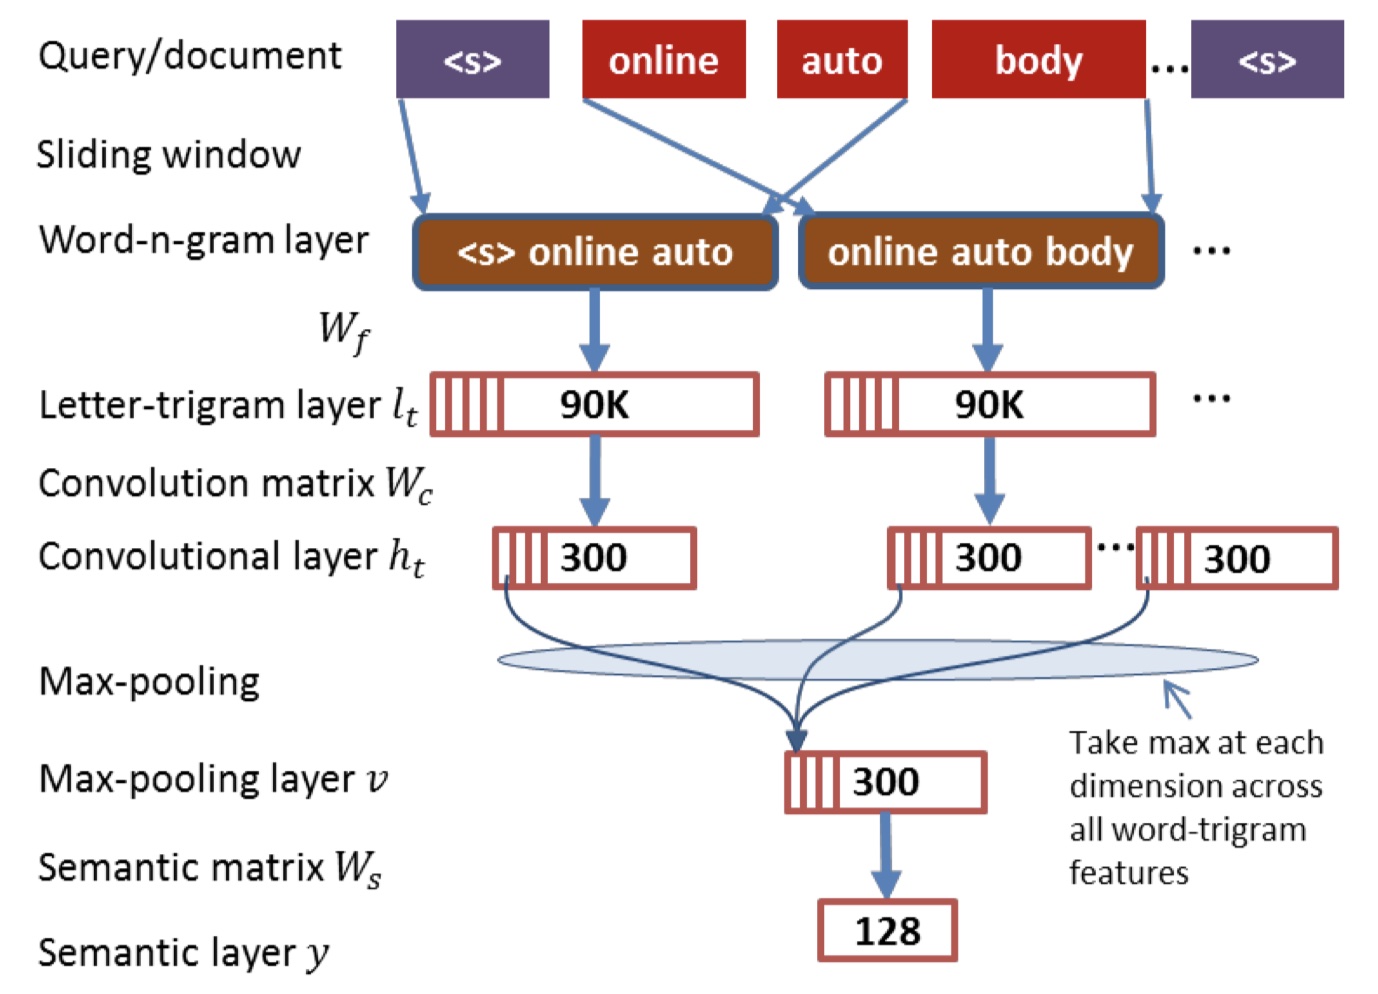 Query/document <s> online auto body ... <s>
Sliding window
Word-n-gram layer <s> online auto online auto body ...
W_f
Letter-trigram layer l_t 90K 90K ...
Convolution matrix W_c
Convolutional layer h_t 300 300 ... 300
Max-pooling
Take max at each
dimension across
all word-trigram
features
Max-pooling layer v 300
Semantic matrix W_s
Semantic layer y 128